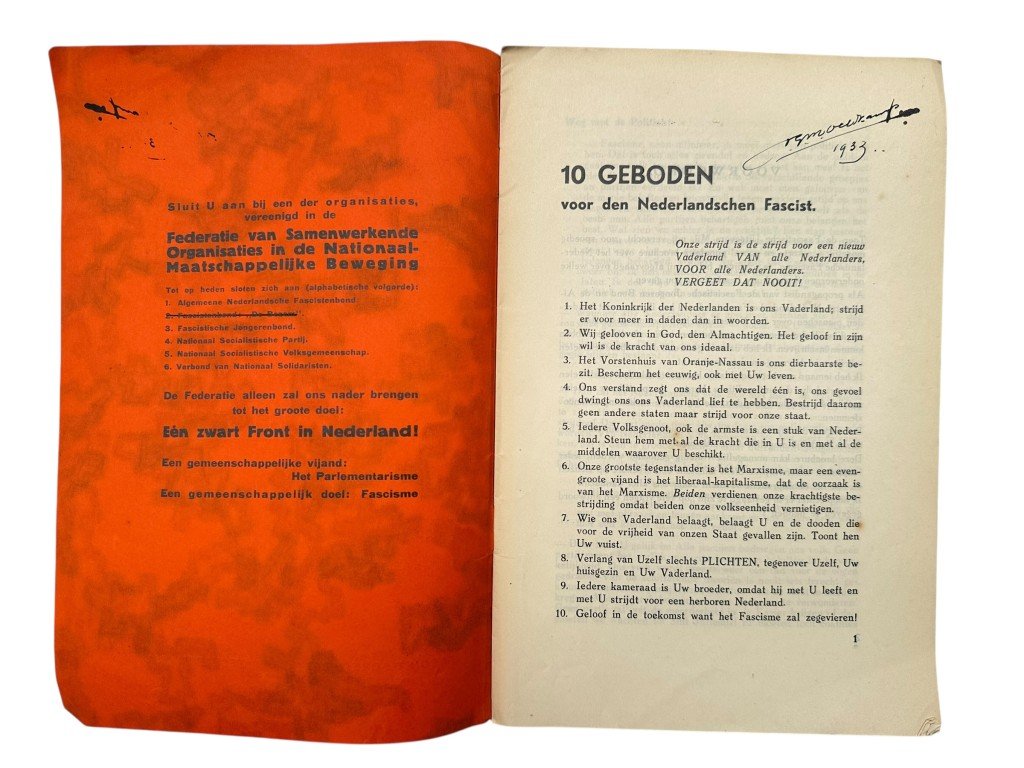 Sluit U aan bij een der organisaties,
vereenigd in de
Federatie van Samenwerkende
Organisaties in de Nationaal-
Maatschappelijke Beweging
Tot op heden sloten zich aan (alphabetische volgorde):
1. Algemeene Nederlandsche Fascistenbond.
2. Fascistenbond: „De Bezem”.
3. Fascistische Jongerenbond.
4. Nationaal Socialistische Partij.
5. Nationaal Socialistische Volksgemeenschap.
6. Verbond van Nationaal Solidaristen.
De Federatie alleen zal ons nader brengen
tot het groote doel:
Eén zwart Front in Nederland!
Een gemeenschappelijke vijand:
Het Parlementarisme
Een gemeenschappelijk doel: Fascisme
1933
10 GEBODEN
voor den Nederlandschen Fascist.
Onze strijd is de strijd voor een nieuw
Vaderland VAN alle Nederlanders,
VOOR alle Nederlanders.
VERGEET DAT NOOIT!
1. Het Koninkrijk der Nederlanden is ons Vaderland; strijd
er voor meer in daden dan in woorden.
2. Wij gelooven in God, den Almachtigen. Het geloof in zijn
wil is de kracht van ons ideaal.
3. Het Vorstenhuis van Oranje-Nassau is ons dierbaarste be-
zit. Bescherm het eeuwig, ook met Uw leven.
4. Ons verstand zegt ons dat de wereld één is, ons gevoel
dwingt ons ons Vaderland lief te hebben. Bestrijd daarom
geen andere staten maar strijd voor onze staat.
5. Iedere Volksgenoot, ook de armste is een stuk van Neder-
land. Steun hem met al de kracht die in U is en met al de
middelen waarover U beschikt.
6. Onze grootste tegenstander is het Marxisme, maar een even-
groote vijand is het liberaal-kapitalisme, dat de oorzaak is
van het Marxisme. Beiden verdienen onze krachtigste be-
strijding omdat beiden onze volkseenheid vernietigen.
7. Wie ons Vaderland belaagt, belaagt U en de dooden die
voor de vrijheid van onzen Staat gevallen zijn. Toont hen
Uw vuist.
8. Verlang van Uzelf slechts PLICHTEN, tegenover Uzelf, Uw
huisgezin en Uw Vaderland.
9. Iedere kameraad is Uw broeder, omdat hij met U leeft en
met U strijdt voor een herboren Nederland.
10. Geloof in de toekomst want het Fascisme zal zegevieren!
1